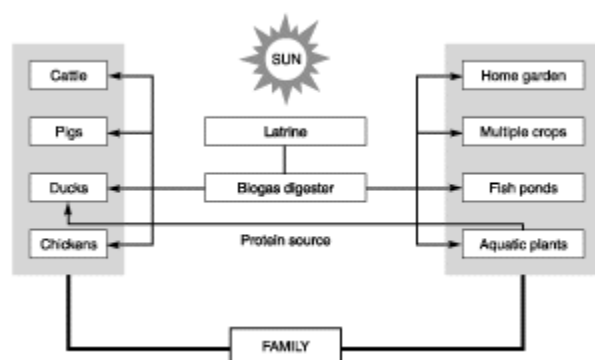 SUN
Cattle
Home garden
Pigs
Latrine
Multiple crops
Ducks
Biogas digester
Fish ponds
Chickens
Protein source
Aquatic plants
FAMILY